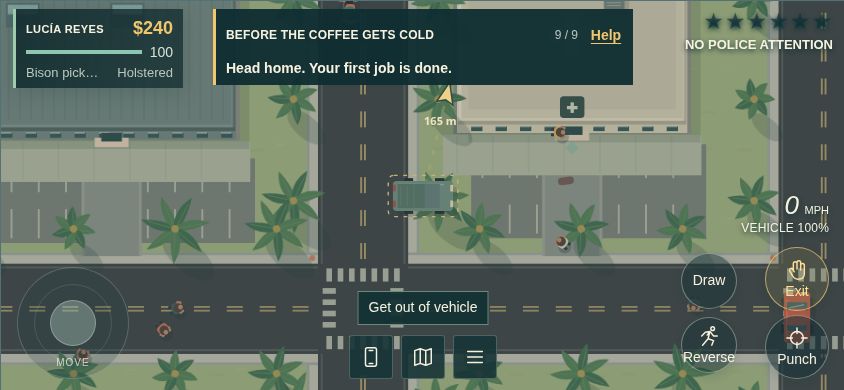 LUCÍA REYES $240
100
Bison pick... Holstered
BEFORE THE COFFEE GETS COLD 9 / 9 Help
Head home. Your first job is done.
NO POLICE ATTENTION
165 m
0 MPH
VEHICLE 100%
Draw
Exit
Get out of vehicle
MOVE
Reverse
Punch